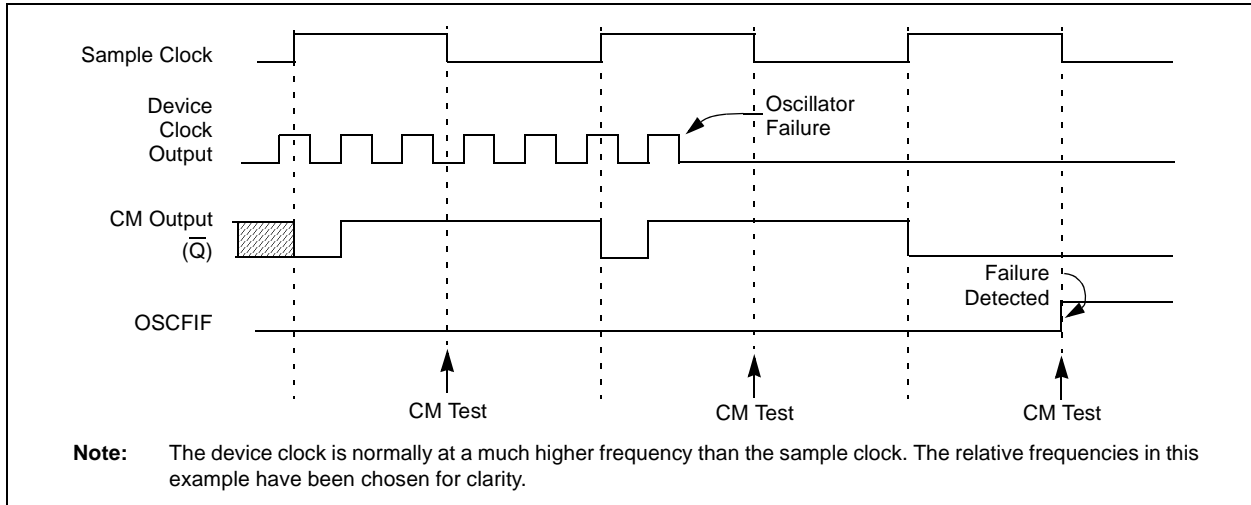 Sample Clock
Device
Clock
Output
Oscillator
Failure
CM Output
(Q̅)
Failure
Detected
OSCFIF
CM Test
CM Test
CM Test
Note: The device clock is normally at a much higher frequency than the sample clock. The relative frequencies in this
example have been chosen for clarity.